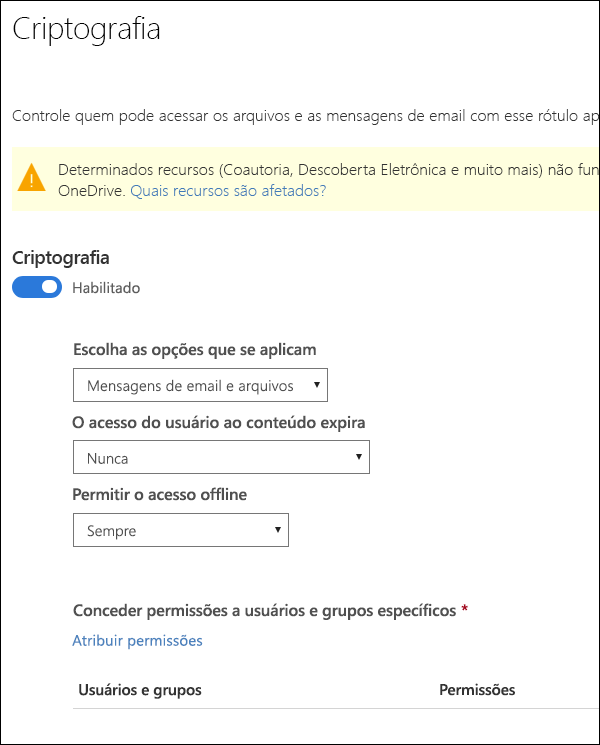 Criptografia
Controle quem pode acessar os arquivos e as mensagens de email com esse rótulo ap
Determinados recursos (Coautoria, Descoberta Eletrônica e muito mais) não fun
OneDrive. Quais recursos são afetados?
Criptografia
Habilitado
Escolha as opções que se aplicam
Mensagens de email e arquivos
O acesso do usuário ao conteúdo expira
Nunca
Permitir o acesso offline
Sempre
Conceder permissões a usuários e grupos específicos *
Atribuir permissões
Usuários e grupos Permissões